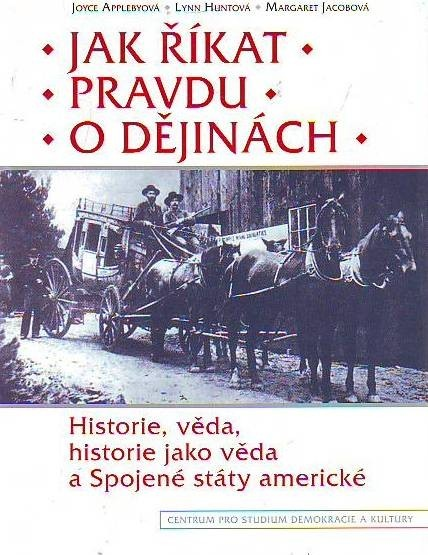 JOYCE APPLEBYOVÁ • LYNN HUNTOVÁ • MARGARET JACOBOVÁ
JAK ŘÍKAT
PRAVDU
O DĚJINÁCH
Historie, věda,
historie jako věda
a Spojené státy americké
CENTRUM PRO STUDIUM DEMOKRACIE A KULTURY